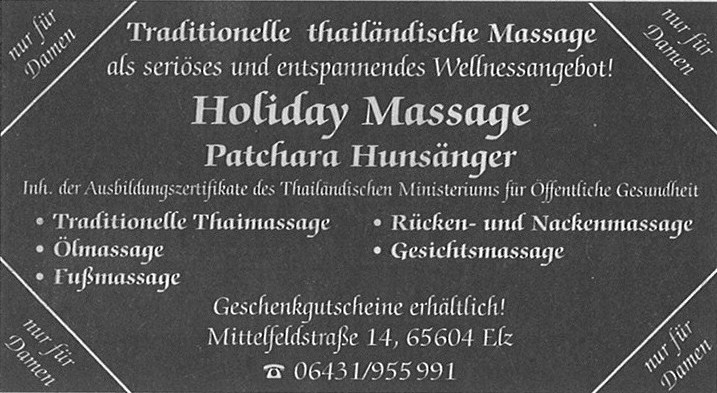 nur für
Damen
nur für
Damen
Traditionelle thailändische Massage
als seriöses und entspannendes Wellnessangebot!
Holiday Massage
Patchara Hunsänger
Inh. der Ausbildungszertifikate des Thailändischen Ministeriums für Öffentliche Gesundheit
• Traditionelle Thaimassage
• Ölmassage
• Fußmassage
• Rücken- und Nackenmassage
• Gesichtsmassage
Geschenkgutscheine erhältlich!
Mittelfeldstraße 14, 65604 Elz
☎ 06431/955991
nur für
Damen
nur für
Damen